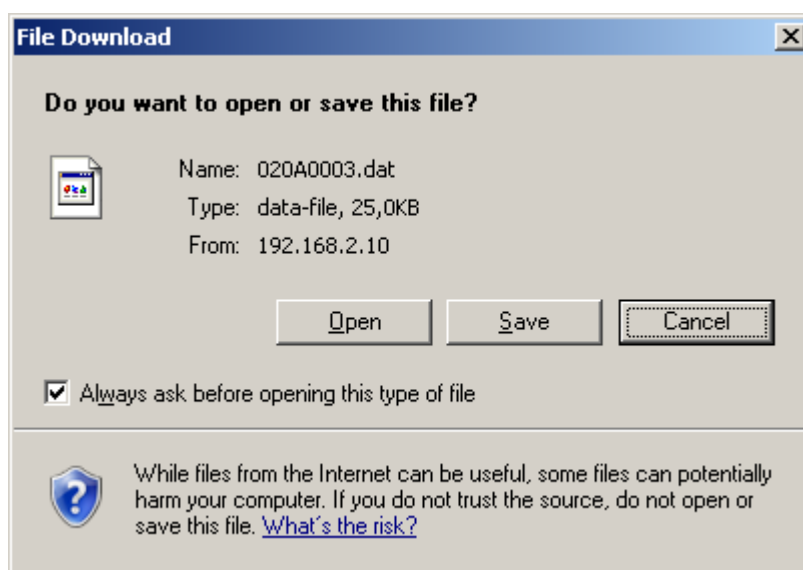 File Download
Do you want to open or save this file?
Name: 020A0003.dat
Type: data-file, 25,0KB
From: 192.168.2.10
Open Save Cancel
Always ask before opening this type of file
While files from the Internet can be useful, some files can potentially
harm your computer. If you do not trust the source, do not open or
save this file. What's the risk?